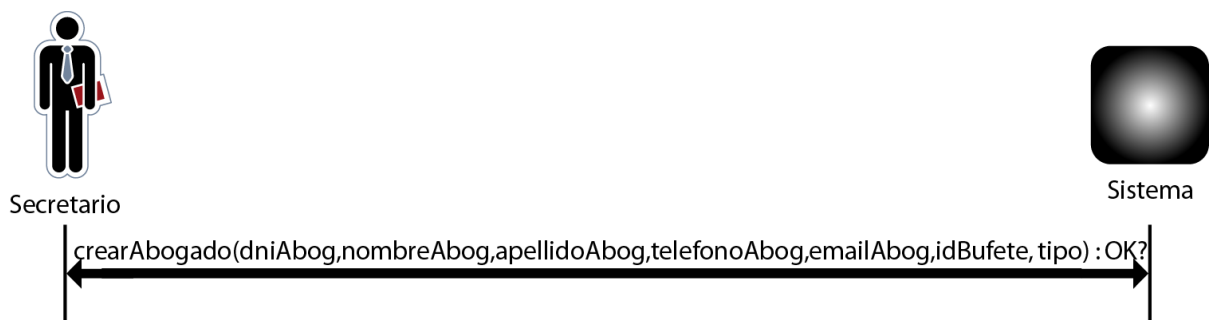 Secretario
Sistema
crearAbogado(dniAbog,nombreAbog,apellidoAbog,telefonoAbog,emailAbog,idBufete, tipo) : OK?